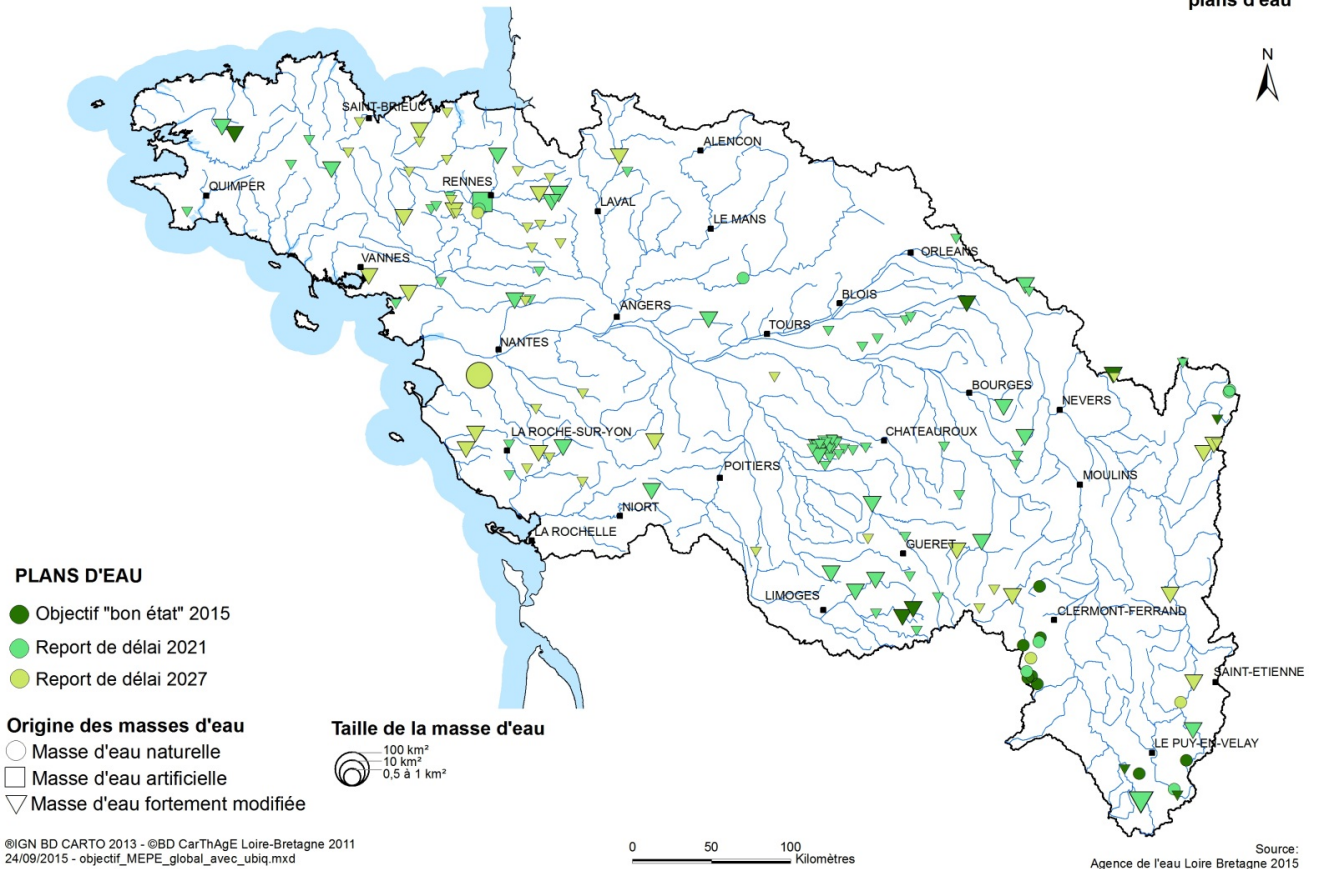 plans d'eau
N
SAINT-BRIEUC
ALENCON
QUIMPER
RENNES
LAVAL
LE MANS
VANNES
ORLEANS
BLOIS
ANGERS
TOURS
NANTES
BOURGES
NEVERS
LA ROCHE-SUR-YON
CHATEAUROUX
POITIERS
MOULINS
NIORT
LA ROCHELLE
GUERET
LIMOGES
CLERMONT-FERRAND
SAINT-ETIENNE
LE PUY-EN-VELAY
PLANS D'EAU
Objectif "bon état" 2015
Report de délai 2021
Report de délai 2027
Origine des masses d'eau
Masse d'eau naturelle
Masse d'eau artificielle
Masse d'eau fortement modifiée
Taille de la masse d'eau
100 km²
10 km²
0,5 à 1 km²
®IGN BD CARTO 2013 - ©BD CarThAgE Loire-Bretagne 2011
24/09/2015 - objectif_MEPE_global_avec_ubiq.mxd
0 50 100
Kilomètres
Source:
Agence de l'eau Loire Bretagne 2015